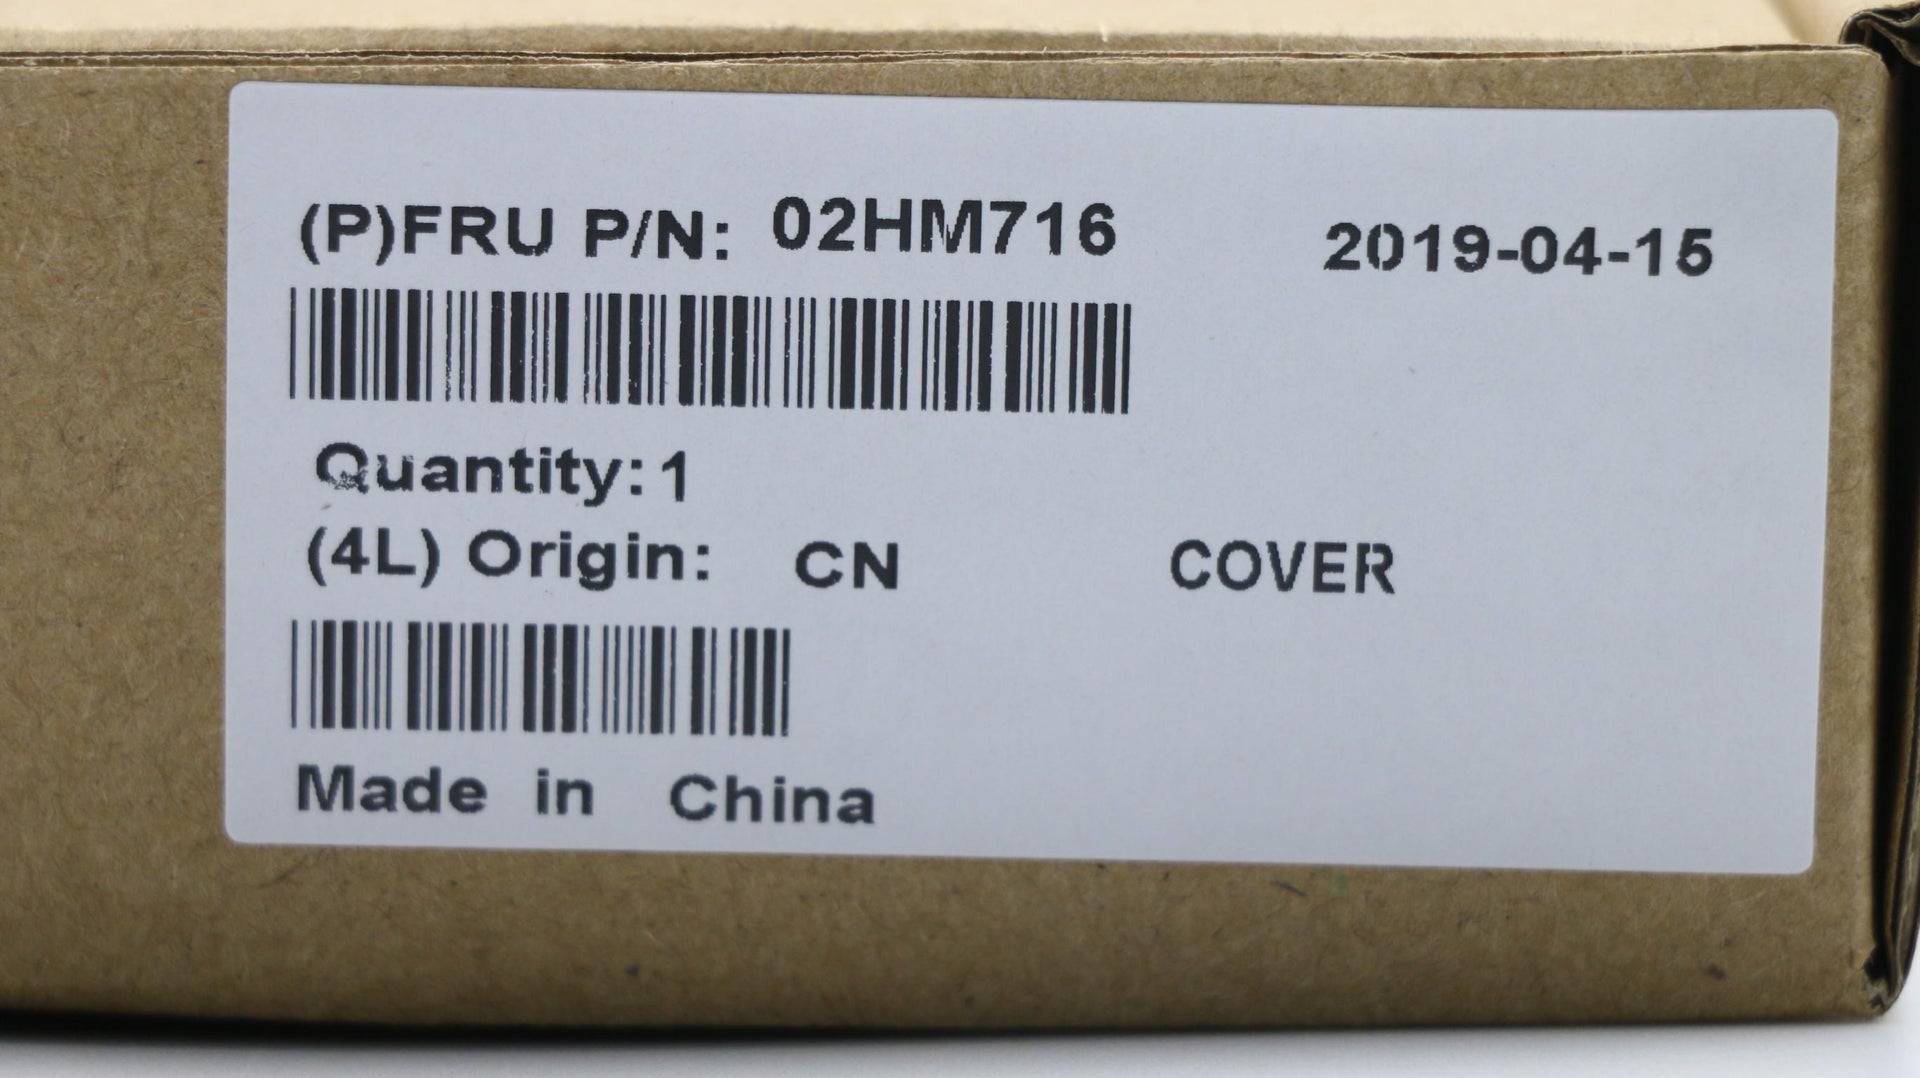 (P)FRU P/N: 02HM716 2019-04-15
Quantity:1
(4L) Origin: CN COVER
Made in China